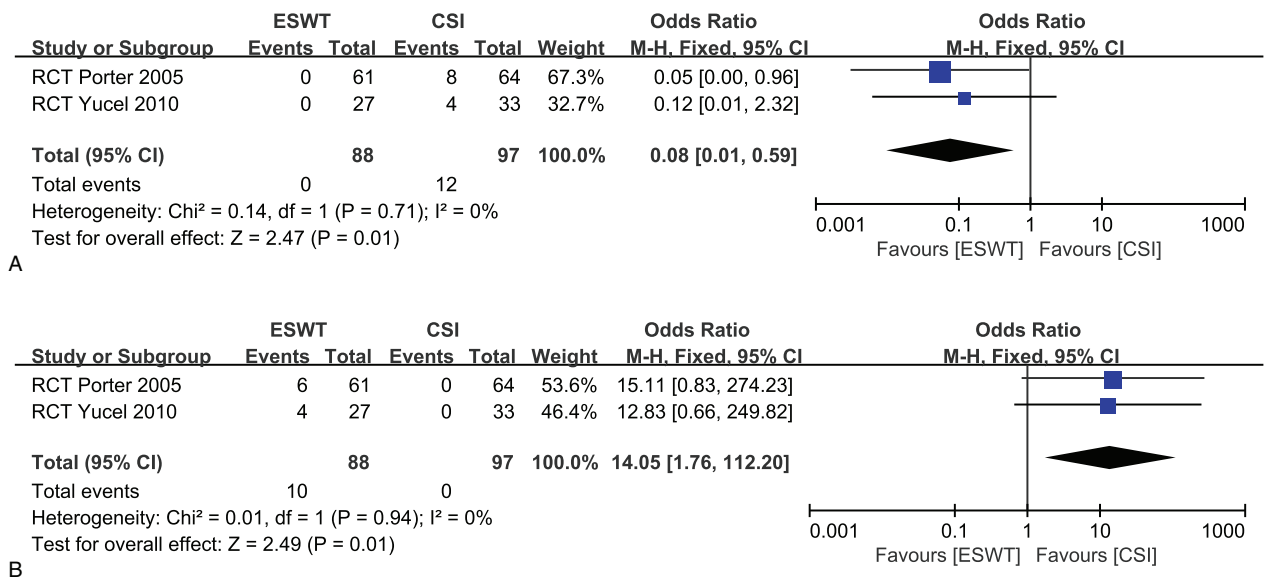 ESWT CSI Odds Ratio Odds Ratio
Study or Subgroup Events Total Events Total Weight M-H, Fixed, 95% CI M-H, Fixed, 95% CI
RCT Porter 2005 0 61 8 64 67.3% 0.05 [0.00, 0.96]
RCT Yucel 2010 0 27 4 33 32.7% 0.12 [0.01, 2.32]
Total (95% CI) 88 97 100.0% 0.08 [0.01, 0.59]
Total events 0 12
Heterogeneity: Chi² = 0.14, df = 1 (P = 0.71); I² = 0%
Test for overall effect: Z = 2.47 (P = 0.01)
0.001 0.1 1 10 1000
Favours [ESWT] Favours [CSI]
A
ESWT CSI Odds Ratio Odds Ratio
Study or Subgroup Events Total Events Total Weight M-H, Fixed, 95% CI M-H, Fixed, 95% CI
RCT Porter 2005 6 61 0 64 53.6% 15.11 [0.83, 274.23]
RCT Yucel 2010 4 27 0 33 46.4% 12.83 [0.66, 249.82]
Total (95% CI) 88 97 100.0% 14.05 [1.76, 112.20]
Total events 10 0
Heterogeneity: Chi² = 0.01, df = 1 (P = 0.94); I² = 0%
Test for overall effect: Z = 2.49 (P = 0.01)
0.001 0.1 1 10 1000
Favours [ESWT] Favours [CSI]
B